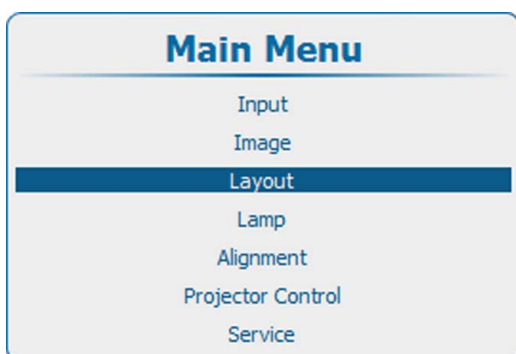 Main Menu
Input
Image
Layout
Lamp
Alignment
Projector Control
Service